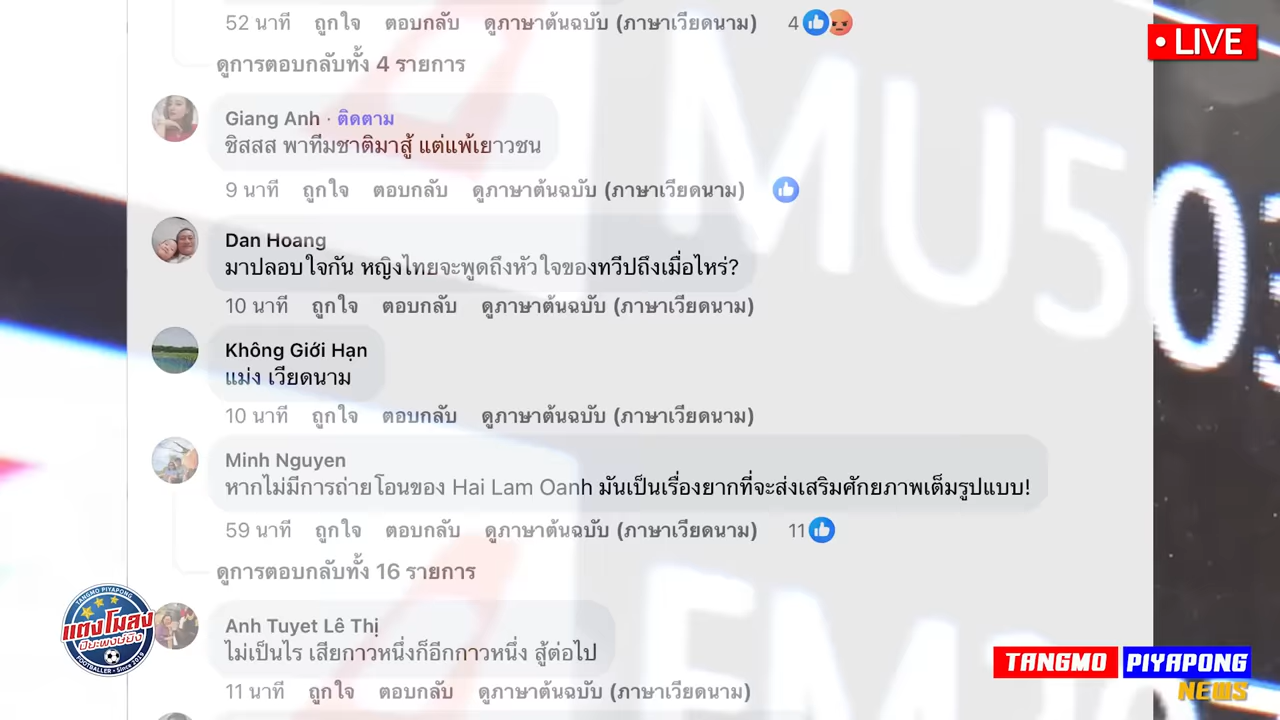 52 นาที ถูกใจ ตอบกลับ ดูภาษาต้นฉบับ (ภาษาเวียดนาม) 4
LIVE
ดูการตอบกลับทั้ง 4 รายการ
Giang Anh · ติดตาม
ชิสสส พาทีมชาติมาสู้ แต่แพ้เยาวชน
9 นาที ถูกใจ ตอบกลับ ดูภาษาต้นฉบับ (ภาษาเวียดนาม)
Dan Hoang
มาปลอบใจกัน หญิงไทยจะพูดถึงหัวใจของทวีปถึงเมื่อไหร่?
10 นาที ถูกใจ ตอบกลับ ดูภาษาต้นฉบับ (ภาษาเวียดนาม)
Không Giới Hạn
แม่ง เวียดนาม
10 นาที ถูกใจ ตอบกลับ ดูภาษาต้นฉบับ (ภาษาเวียดนาม)
Minh Nguyen
หากไม่มีการถ่ายโอนของ Hai Lam Oanh มันเป็นเรื่องยากที่จะส่งเสริมศักยภาพเต็มรูปแบบ!
59 นาที ถูกใจ ตอบกลับ ดูภาษาต้นฉบับ (ภาษาเวียดนาม) 11
ดูการตอบกลับทั้ง 16 รายการ
Anh Tuyet Lê Thị
ไม่เป็นไร เสียกาวหนึ่งก็อีกกาวหนึ่ง สู้ต่อไป
11 นาที ถูกใจ ตอบกลับ ดูภาษาต้นฉบับ (ภาษาเวียดนาม)
MU50
TANGMO PIYAPONG
แตงโมลง
ปิยะพงษ์ยิง
FOOTBALLER • Since 2019
TANGMO PIYAPONG
NEWS